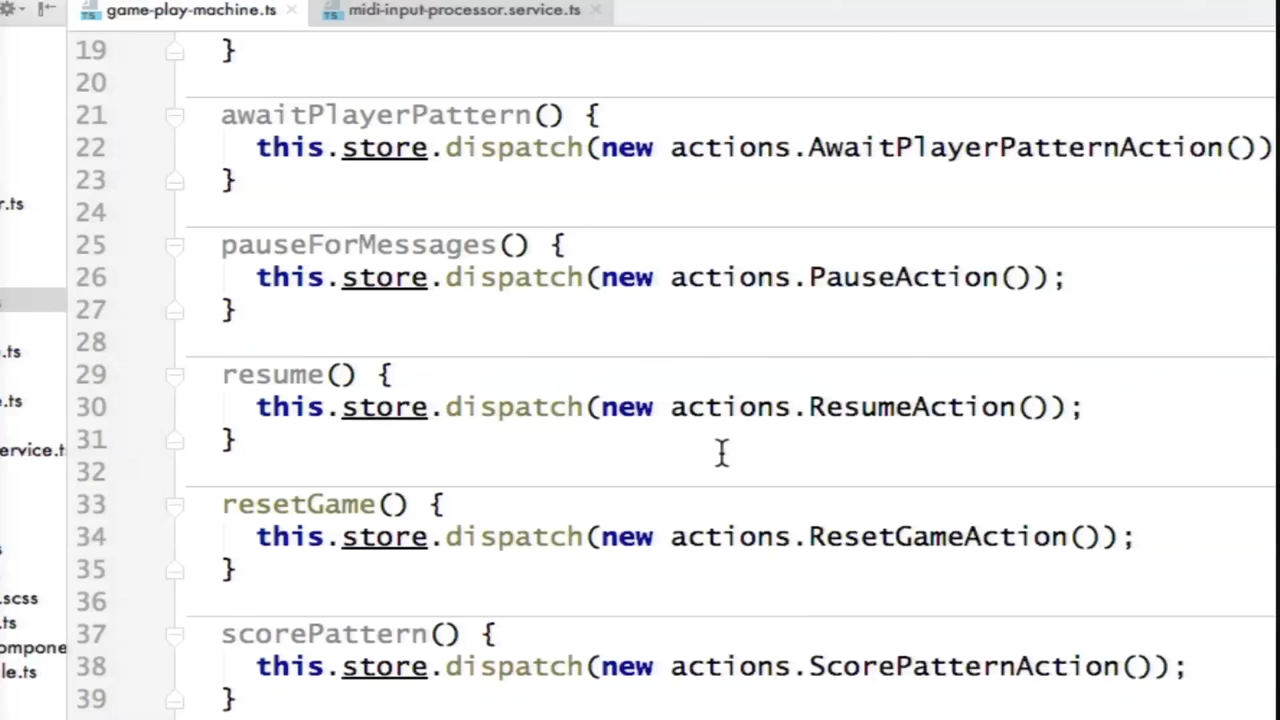 game-play-machine.ts midi-input-processor.service.ts
19 }
20
21 awaitPlayerPattern() {
22 this.store.dispatch(new actions.AwaitPlayerPatternAction())
23 }
24
25 pauseForMessages() {
26 this.store.dispatch(new actions.PauseAction());
27 }
28
29 resume() {
30 this.store.dispatch(new actions.ResumeAction());
31 }
32
33 resetGame() {
34 this.store.dispatch(new actions.ResetGameAction());
35 }
36
37 scorePattern() {
38 this.store.dispatch(new actions.ScorePatternAction());
39 }
r.ts
.ts
.ts
ervice.t
.scss
.ts
ompone
le.ts